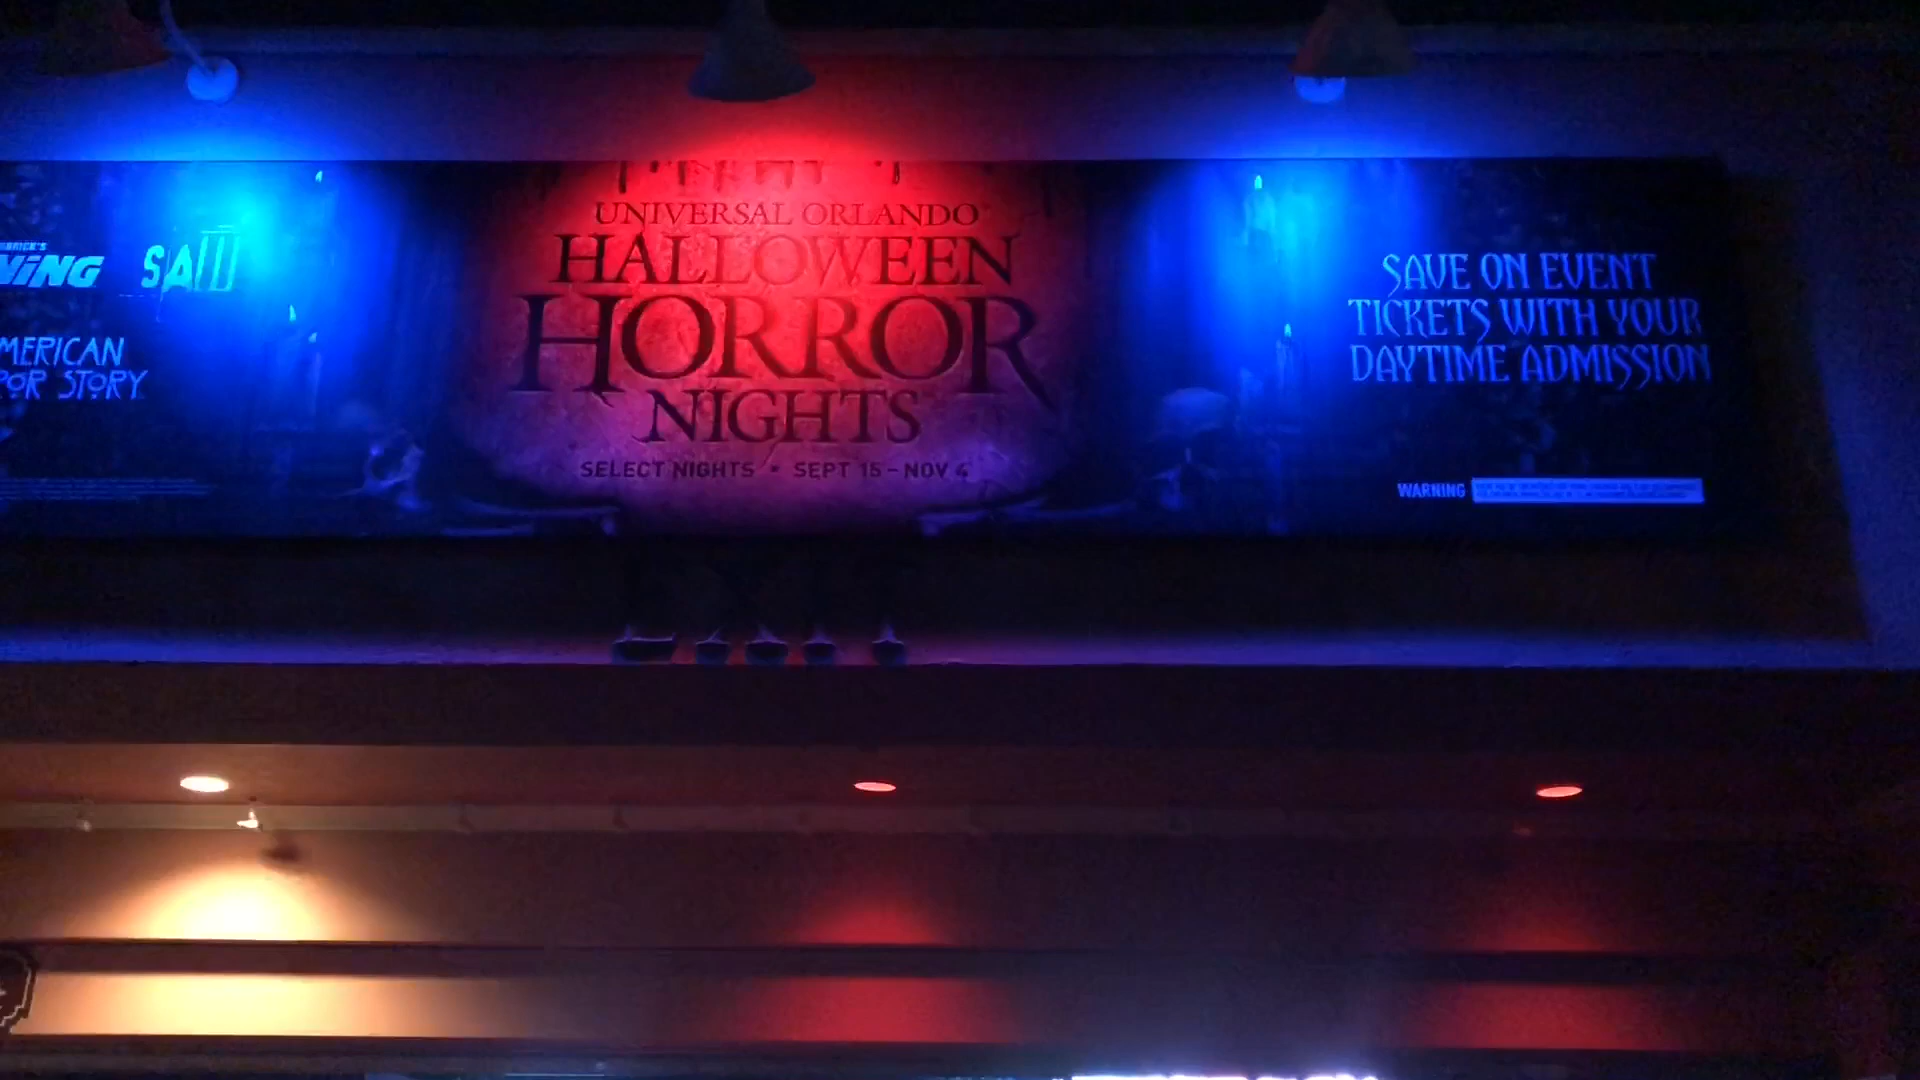 SAW
UNIVERSAL ORLANDO
HALLOWEEN
HORROR
NIGHTS
SELECT NIGHTS • SEPT 15 – NOV 4
SAVE ON EVENT
TICKETS WITH YOUR
DAYTIME ADMISSION
WARNING
STORY